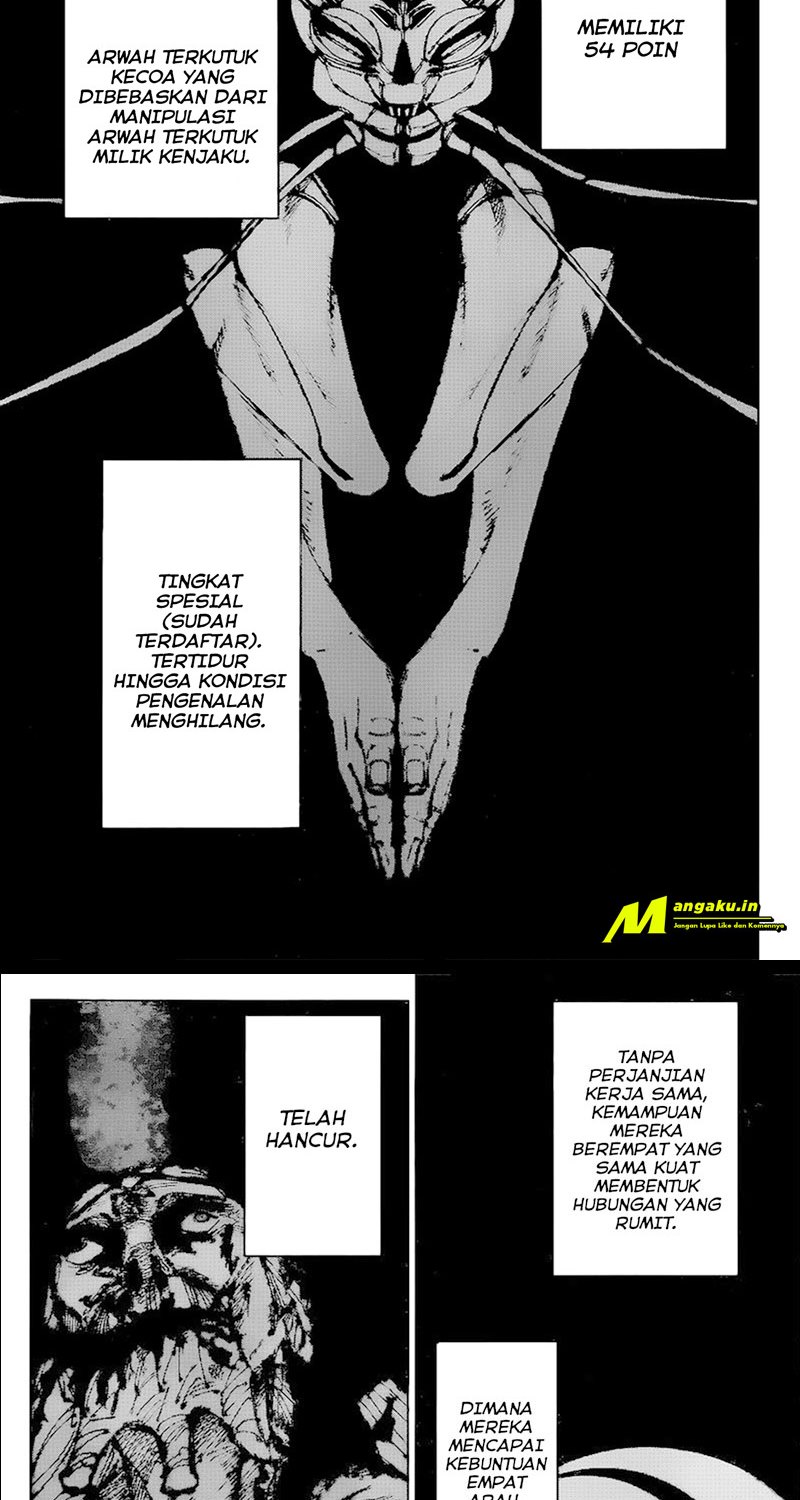 MEMILIKI
54 POIN
ARWAH TERKUTUK
KECOA YANG
DIBEBASKAN DARI
MANIPULASI
ARWAH TERKUTUK
MILIK KENJAKU.
TINGKAT
SPESIAL
(SUDAH
TERDAFTAR).
TERTIDUR
HINGGA KONDISI
PENGENALAN
MENGHILANG.
Mangaku.in
Jangan Lupa Like dan Komennya
TANPA
PERJANJIAN
KERJA SAMA,
KEMAMPUAN
MEREKA
BEREMPAT YANG
SAMA KUAT
MEMBENTUK
HUBUNGAN YANG
RUMIT.
TELAH
HANCUR.
DIMANA
MEREKA
MENCAPAI
KEBUNTUAN
EMPAT